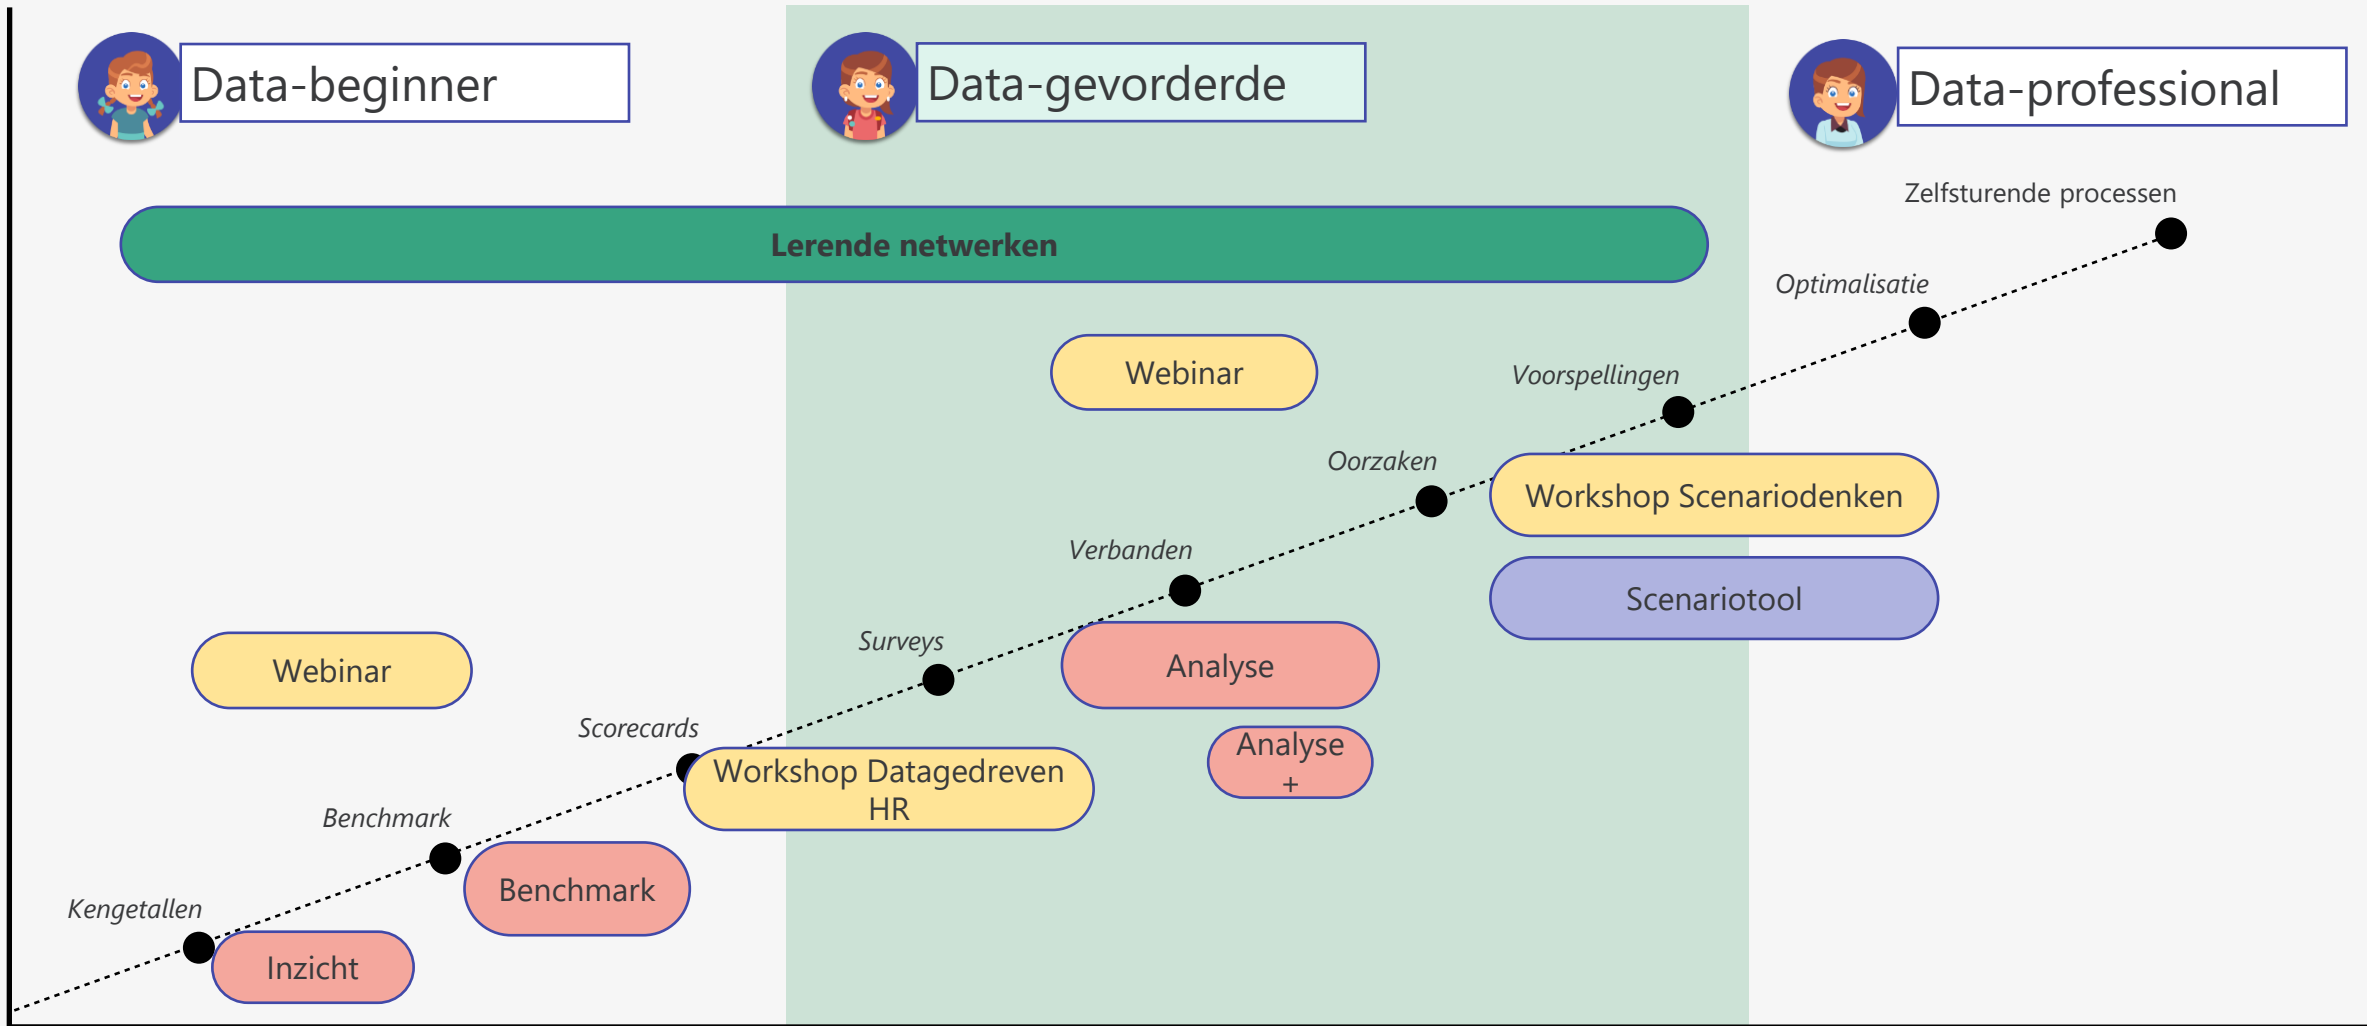 Data-beginner
Data-gevorderde
Data-professional
Zelfsturende processen
Lerende netwerken
Optimalisatie
Webinar
Voorspellingen
Oorzaken
Workshop Scenariodenken
Verbanden
Scenariotool
Surveys
Analyse
Webinar
Scorecards
Analyse
+
Workshop Datagedreven
HR
Benchmark
Benchmark
Kengetallen
Inzicht